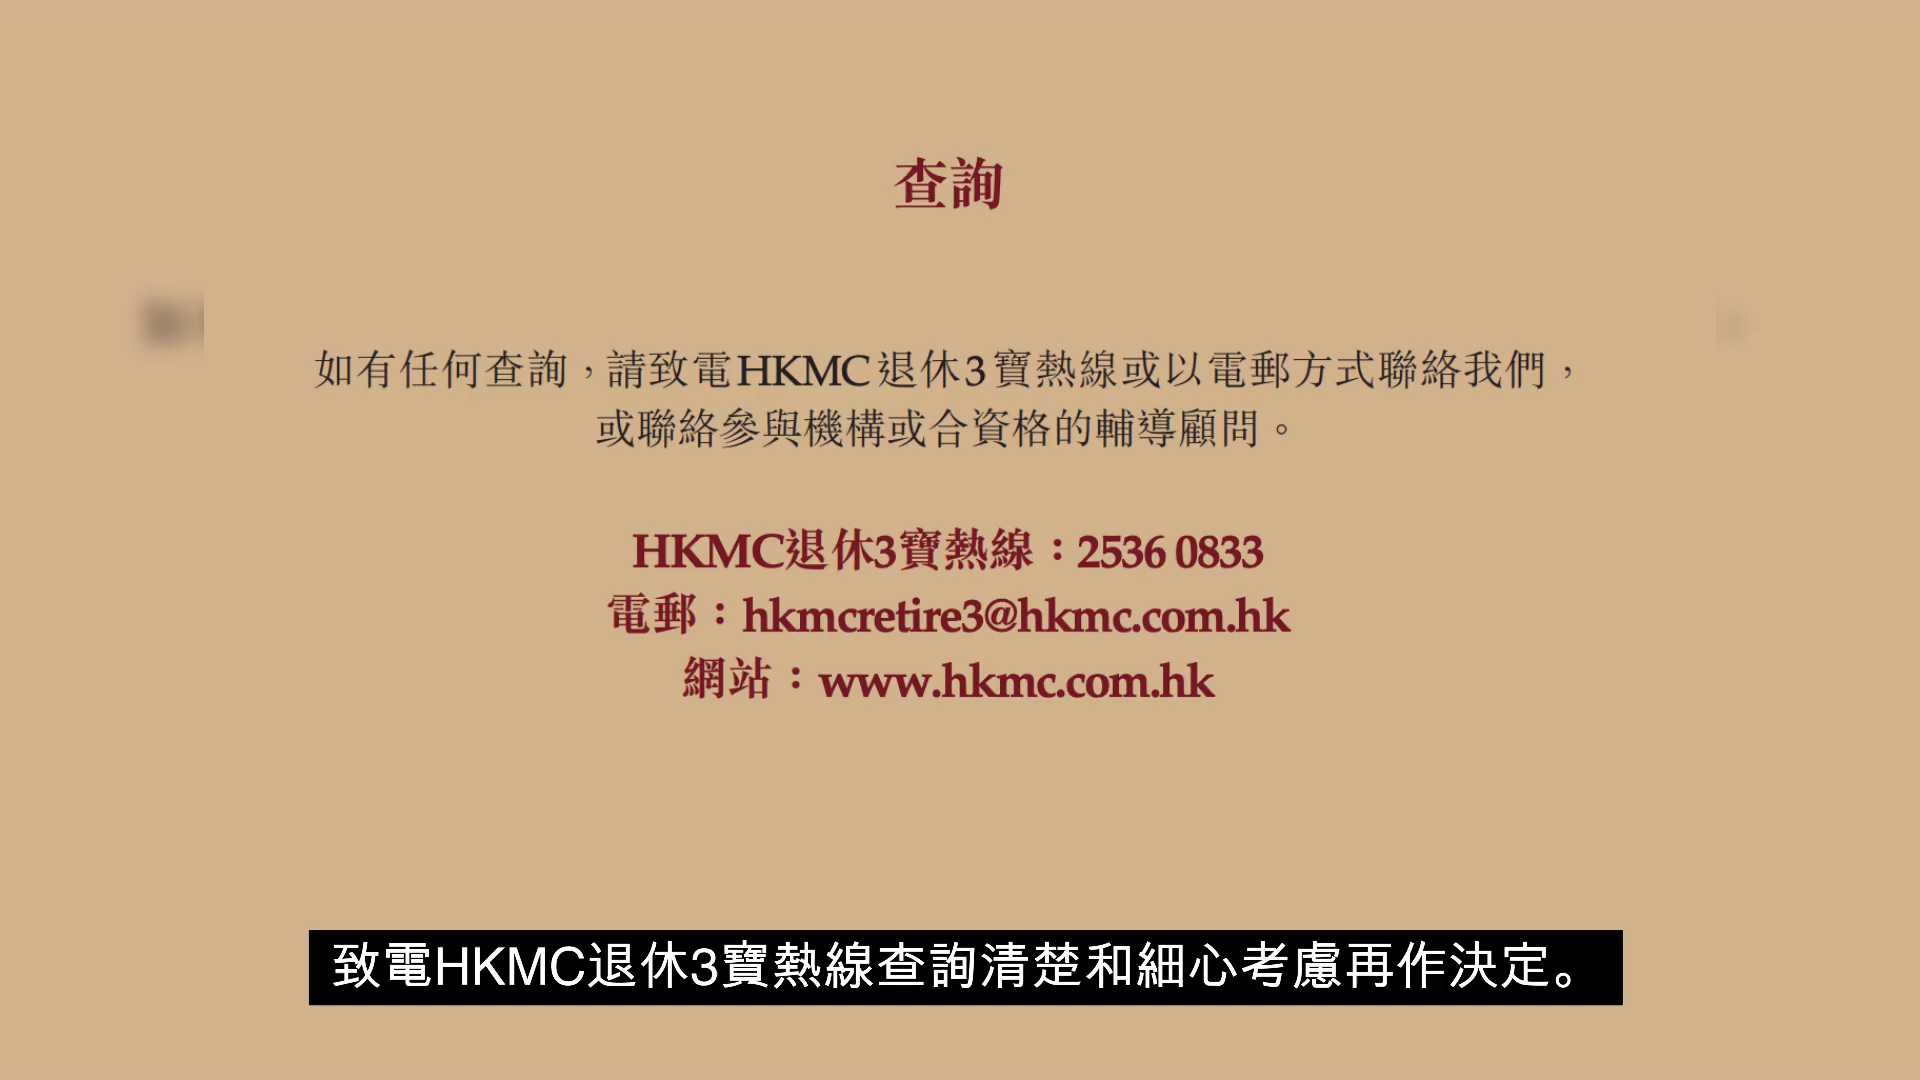 查詢
如有任何查詢，請致電HKMC退休3寶熱線或以電郵方式聯絡我們，
或聯絡參與機構或合資格的輔導顧問。
HKMC退休3寶熱線：2536 0833
電郵：hkmcretire3@hkmc.com.hk
網站：www.hkmc.com.hk
致電HKMC退休3寶熱線查詢清楚和細心考慮再作決定。